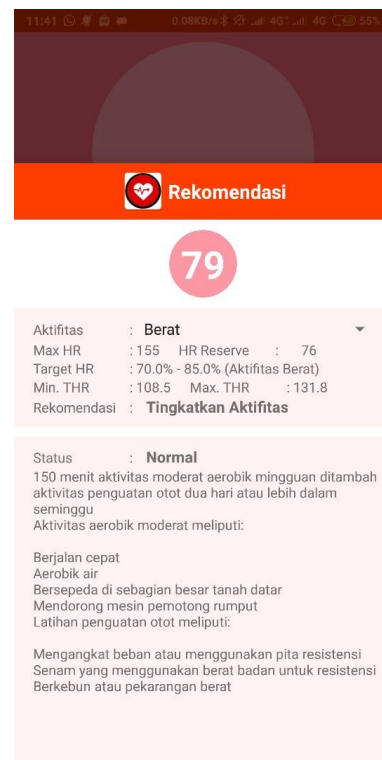 11:41 0.08KB/s 4G+ 4G 55%
Rekomendasi
79
Aktifitas : Berat
Max HR : 155 HR Reserve : 76
Target HR : 70.0% - 85.0% (Aktifitas Berat)
Min. THR : 108.5 Max. THR : 131.8
Rekomendasi : Tingkatkan Aktifitas
Status : Normal
150 menit aktivitas moderat aerobik mingguan ditambah
aktivitas penguatan otot dua hari atau lebih dalam
seminggu
Aktivitas aerobik moderat meliputi:
Berjalan cepat
Aerobik air
Bersepeda di sebagian besar tanah datar
Mendorong mesin pemotong rumput
Latihan penguatan otot meliputi:
Mengangkat beban atau menggunakan pita resistensi
Senam yang menggunakan berat badan untuk resistensi
Berkebun atau pekarangan berat